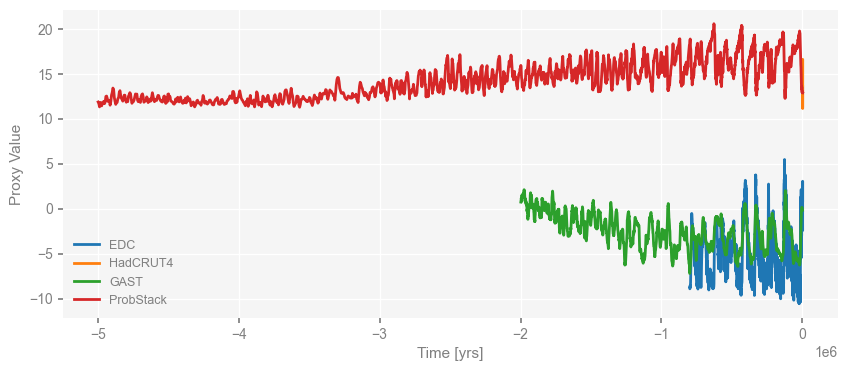 20
15
10
5
0
−5
−10
Proxy Value
EDC
HadCRUT4
GAST
ProbStack
−5 −4 −3 −2 −1 0
Time [yrs]
1e6